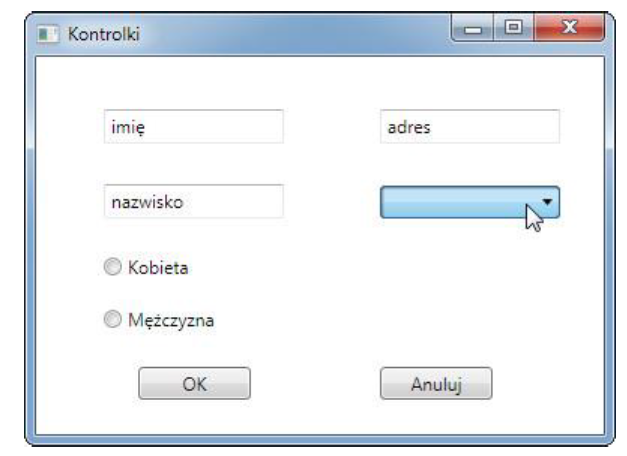 Kontrolki
imię
adres
nazwisko
Kobieta
Mężczyzna
OK
Anuluj